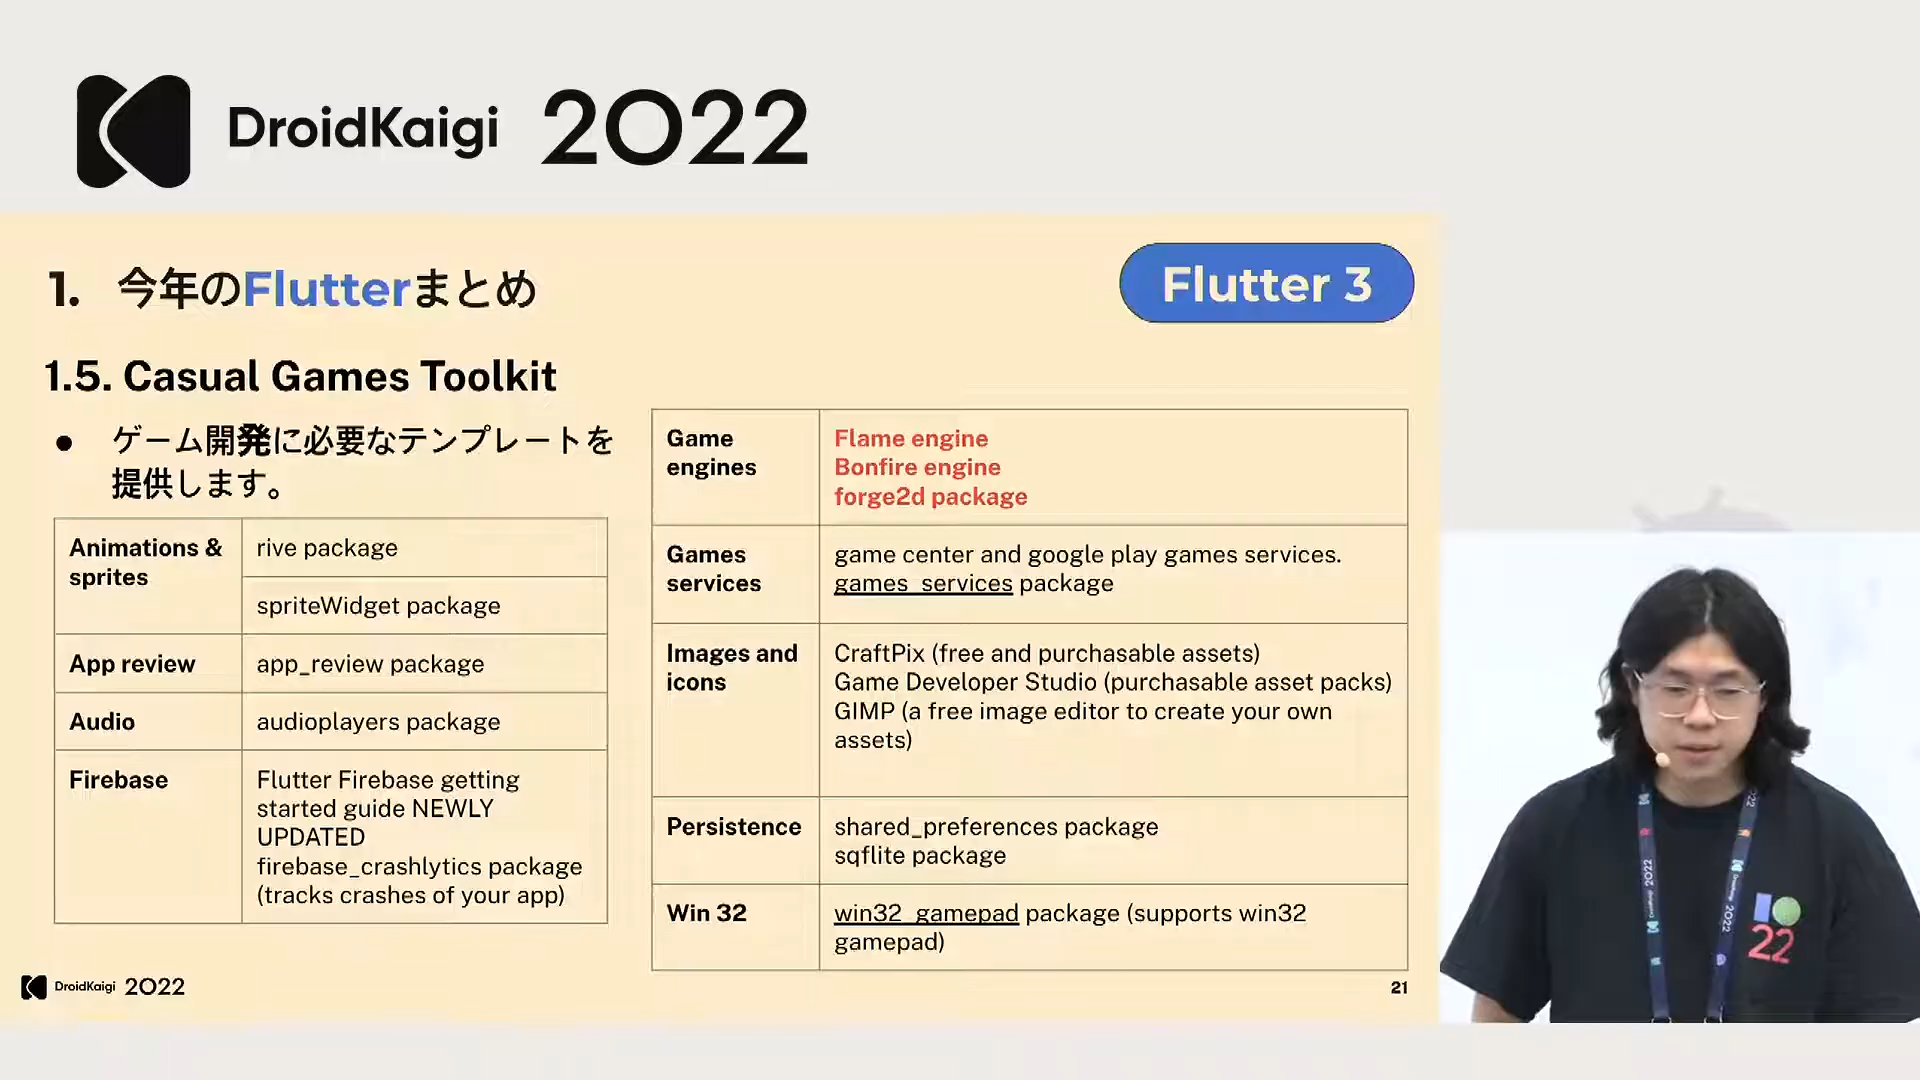 DroidKaigi 2022
1. 今年のFlutterまとめ
Flutter 3
1.5. Casual Games Toolkit
● ゲーム開発に必要なテンプレートを
提供します。
Animations &
sprites
rive package
spriteWidget package
App review
app_review package
Audio
audioplayers package
Firebase
Flutter Firebase getting
started guide NEWLY
UPDATED
firebase_crashlytics package
(tracks crashes of your app)
Game
engines
Flame engine
Bonfire engine
forge2d package
Games
services
game center and google play games services.
games_services package
Images and
icons
CraftPix (free and purchasable assets)
Game Developer Studio (purchasable asset packs)
GIMP (a free image editor to create your own
assets)
Persistence
shared_preferences package
sqflite package
Win 32
win32_gamepad package (supports win32
gamepad)
DroidKaigi 2022
21
22